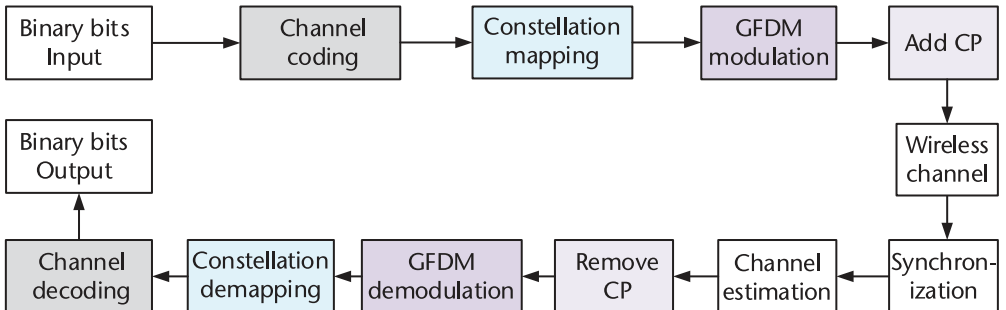 Binary bits
Input
Channel
coding
Constellation
mapping
GFDM
modulation
Add CP
Wireless
channel
Synchron-
ization
Channel
estimation
Remove
CP
GFDM
demodulation
Constellation
demapping
Channel
decoding
Binary bits
Output